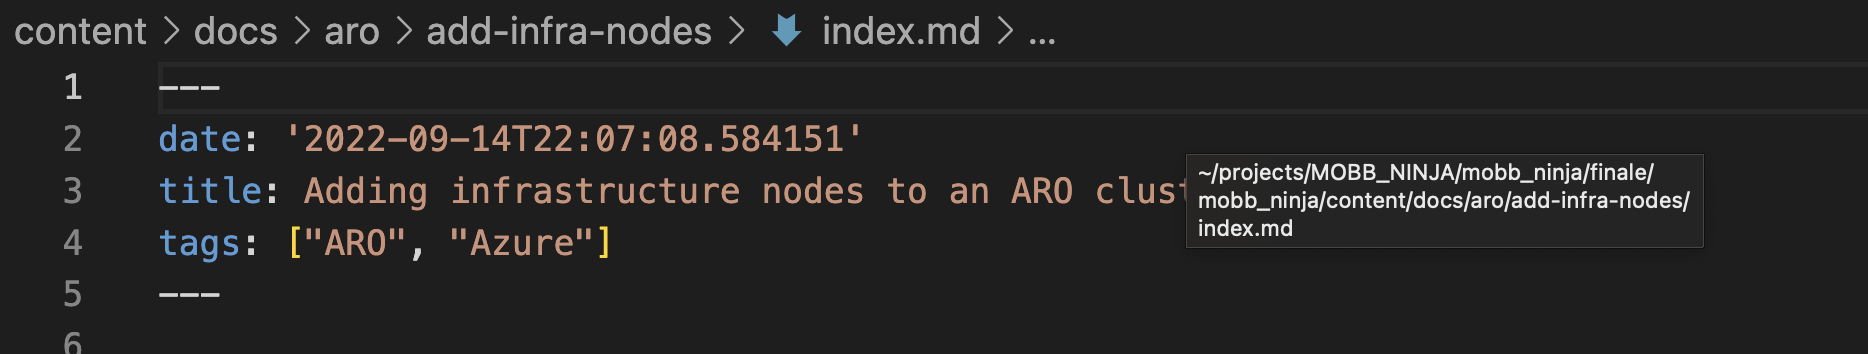 content > docs > aro > add-infra-nodes > index.md > ...
1 ---
2 date: '2022-09-14T22:07:08.584151'
3 title: Adding infrastructure nodes to an ARO clust
~/projects/MOBB_NINJA/mobb_ninja/finale/
mobb_ninja/content/docs/aro/add-infra-nodes/
index.md
4 tags: ["ARO", "Azure"]
5 ---
6